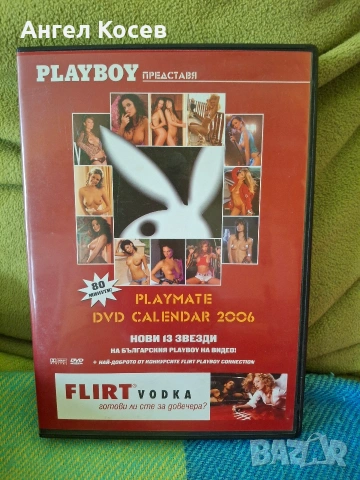 Ангел Косев
PLAYBOY ПРЕДСТАВЯ
80
МИНУТИ!
PLAYMATE
DVD CALENDAR 2006
НОВИ 13 ЗВЕЗДИ
НА БЪЛГАРСКИЯ PLAYBOY НА ВИДЕО!
+ НАЙ-ДОБРОТО ОТ КОНКУРСИТЕ FLIRT PLAYBOY CONNECTION
DVD
FLIRT VODKA
готови ли сте за довечера?
BAZAR